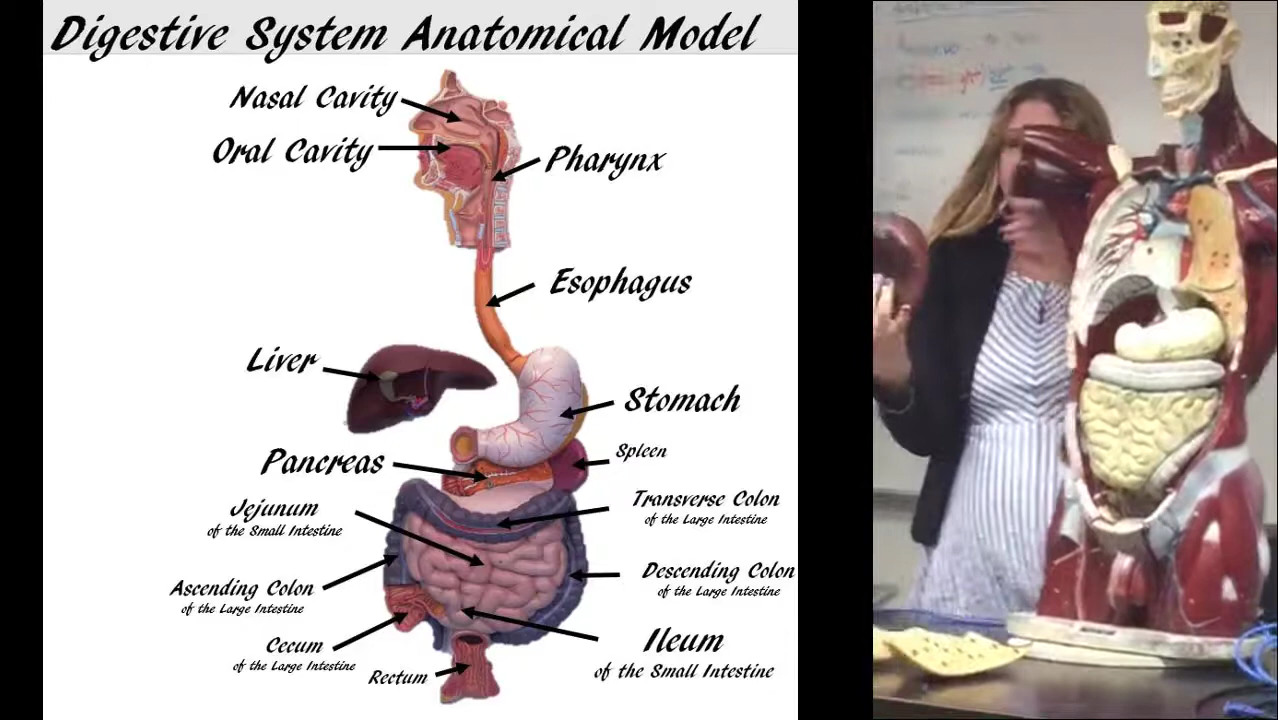 Digestive System Anatomical Model
Nasal Cavity
Oral Cavity
Pharynx
Esophagus
Liver
Stomach
Pancreas
Spleen
Jejunum
of the Small Intestine
Transverse Colon
of the Large Intestine
Ascending Colon
of the Large Intestine
Descending Colon
of the Large Intestine
Cecum
of the Large Intestine
Ileum
of the Small Intestine
Rectum